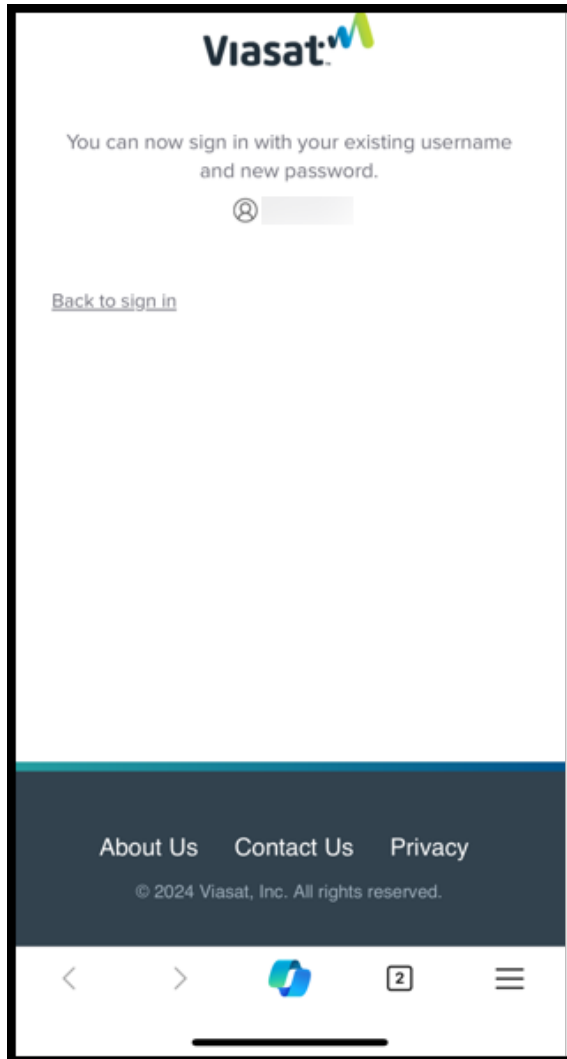 Viasat™
You can now sign in with your existing username
and new password.
Back to sign in
About Us Contact Us Privacy
© 2024 Viasat, Inc. All rights reserved.
2